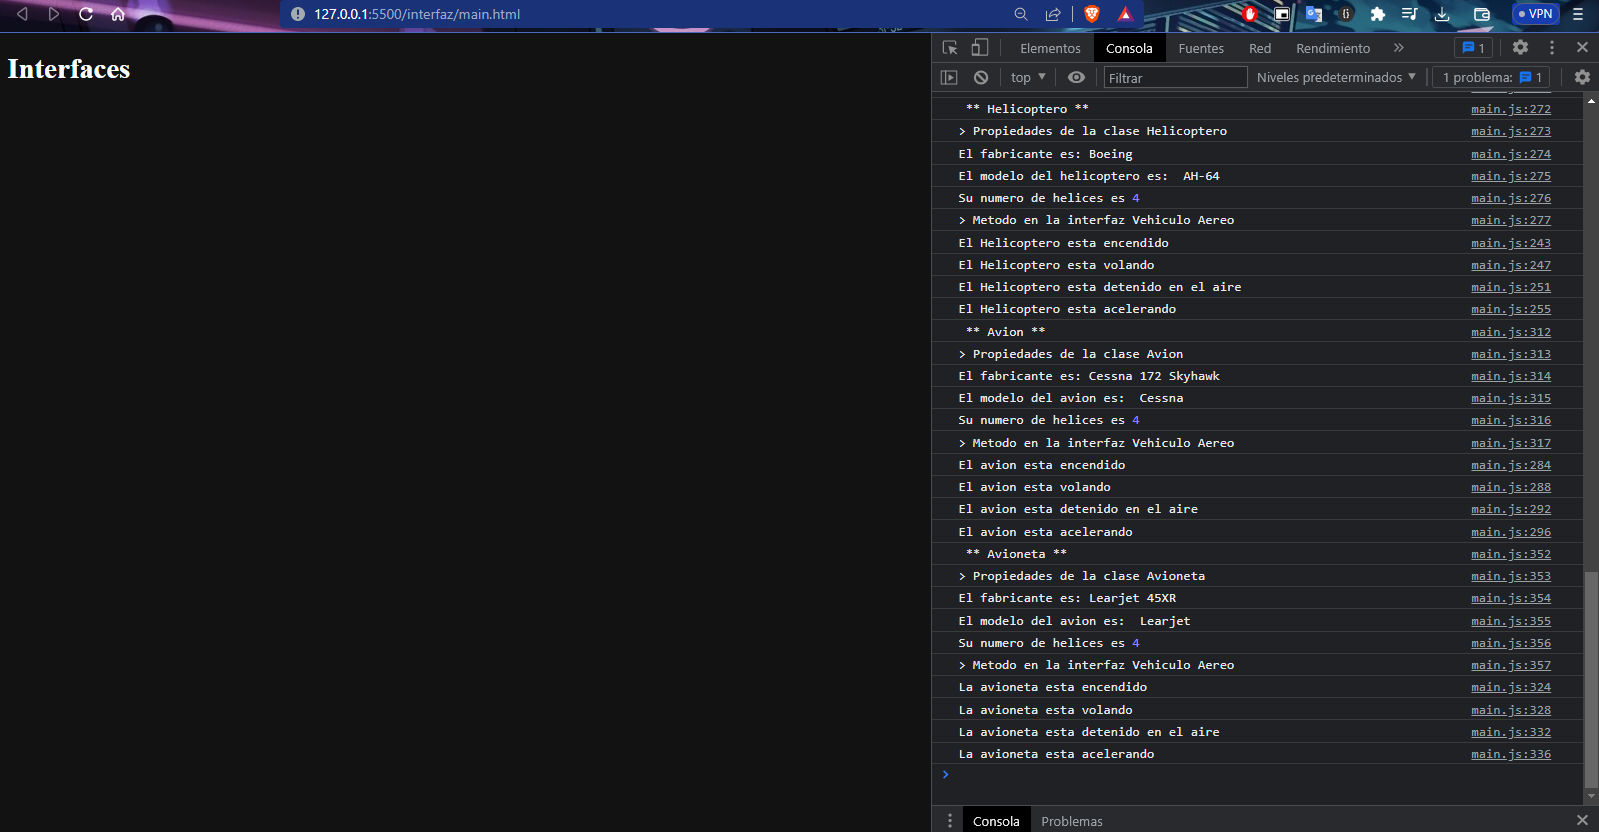 127.0.0.1:5500/interfaz/main.html
VPN
Interfaces
Elementos Consola Fuentes Red Rendimiento » 1
top ▼ Filtrar Niveles predeterminados ▼ 1 problema: 1
** Helicoptero ** main.js:272
> Propiedades de la clase Helicoptero main.js:273
El fabricante es: Boeing main.js:274
El modelo del helicoptero es:  AH-64 main.js:275
Su numero de helices es 4 main.js:276
> Metodo en la interfaz Vehiculo Aereo main.js:277
El Helicoptero esta encendido main.js:243
El Helicoptero esta volando main.js:247
El Helicoptero esta detenido en el aire main.js:251
El Helicoptero esta acelerando main.js:255
** Avion ** main.js:312
> Propiedades de la clase Avion main.js:313
El fabricante es: Cessna 172 Skyhawk main.js:314
El modelo del avion es:  Cessna main.js:315
Su numero de helices es 4 main.js:316
> Metodo en la interfaz Vehiculo Aereo main.js:317
El avion esta encendido main.js:284
El avion esta volando main.js:288
El avion esta detenido en el aire main.js:292
El avion esta acelerando main.js:296
** Avioneta ** main.js:352
> Propiedades de la clase Avioneta main.js:353
El fabricante es: Learjet 45XR main.js:354
El modelo del avion es:  Learjet main.js:355
Su numero de helices es 4 main.js:356
> Metodo en la interfaz Vehiculo Aereo main.js:357
La avioneta esta encendido main.js:324
La avioneta esta volando main.js:328
La avioneta esta detenido en el aire main.js:332
La avioneta esta acelerando main.js:336
>
Consola Problemas